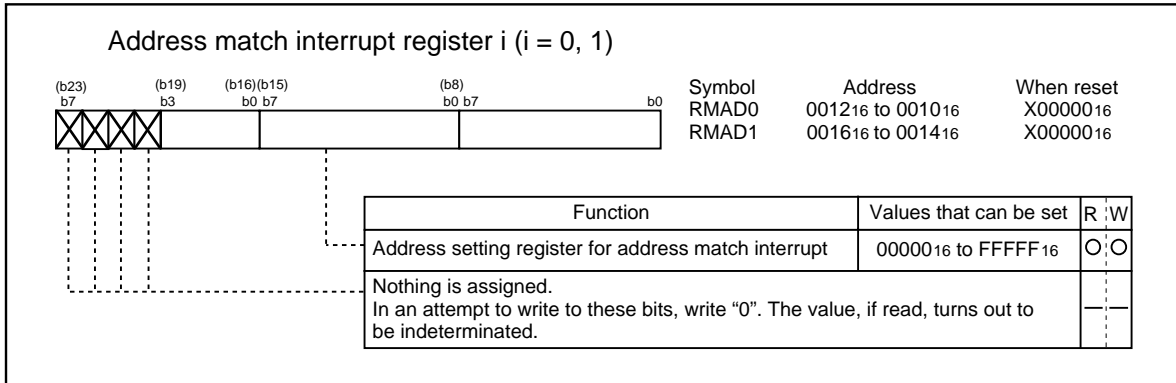 Address match interrupt register i (i = 0, 1)
(b23) (b19) (b16)(b15) (b8)
b7 b3 b0 b7 b0 b7 b0
Symbol Address When reset
RMAD0 001216 to 001016 X0000016
RMAD1 001616 to 001416 X0000016
Function Values that can be set R W
Address setting register for address match interrupt 0000016 to FFFFF16 O O
Nothing is assigned.
In an attempt to write to these bits, write “0”. The value, if read, turns out to — —
be indeterminated.